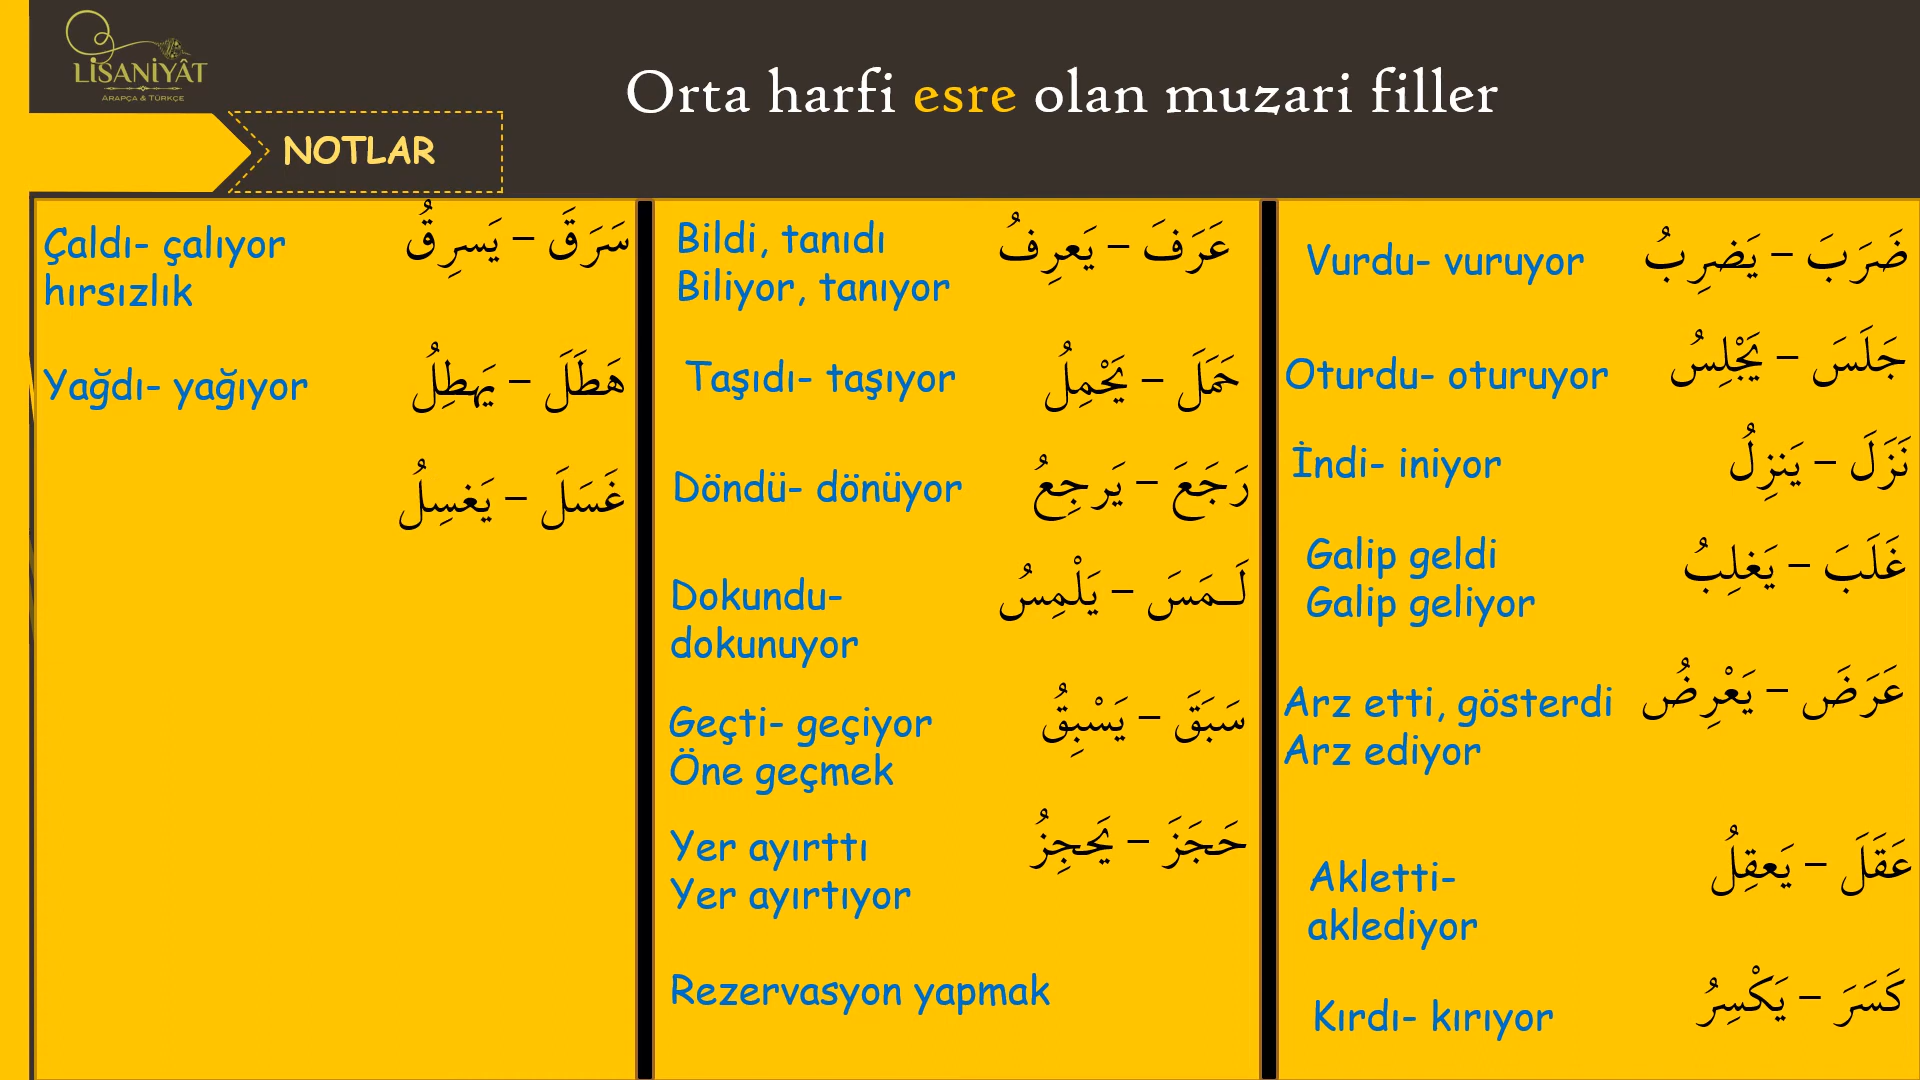 LİSANİYÂT
ARAPÇA & TÜRKÇE
Orta harfi esre olan muzari filler
NOTLAR
Çaldı- çalıyor
hırsızlık
سَرَقَ – يَسرِقُ
Yağdı- yağıyor
هَطَلَ – يَهطِلُ
غَسَلَ – يَغسِلُ
Bildi, tanıdı
Biliyor, tanıyor
عَرَفَ – يَعرِفُ
Taşıdı- taşıyor
حَمَلَ – يَحْمِلُ
Döndü- dönüyor
رَجَعَ – يَرجِعُ
Dokundu-
dokunuyor
لَـمَسَ – يَلْمِسُ
Geçti- geçiyor
Öne geçmek
سَبَقَ – يَسْبِقُ
Yer ayırttı
Yer ayırtıyor
حَجَزَ – يَحجِزُ
Rezervasyon yapmak
Vurdu- vuruyor
ضَرَبَ – يَضرِبُ
Oturdu- oturuyor
جَلَسَ – يَجْلِسُ
İndi- iniyor
نَزَلَ – يَنزِلُ
Galip geldi
Galip geliyor
غَلَبَ – يَغلِبُ
Arz etti, gösterdi
Arz ediyor
عَرَضَ – يَعْرِضُ
Akletti-
aklediyor
عَقَلَ – يَعقِلُ
Kırdı- kırıyor
كَسَرَ – يَكْسِرُ